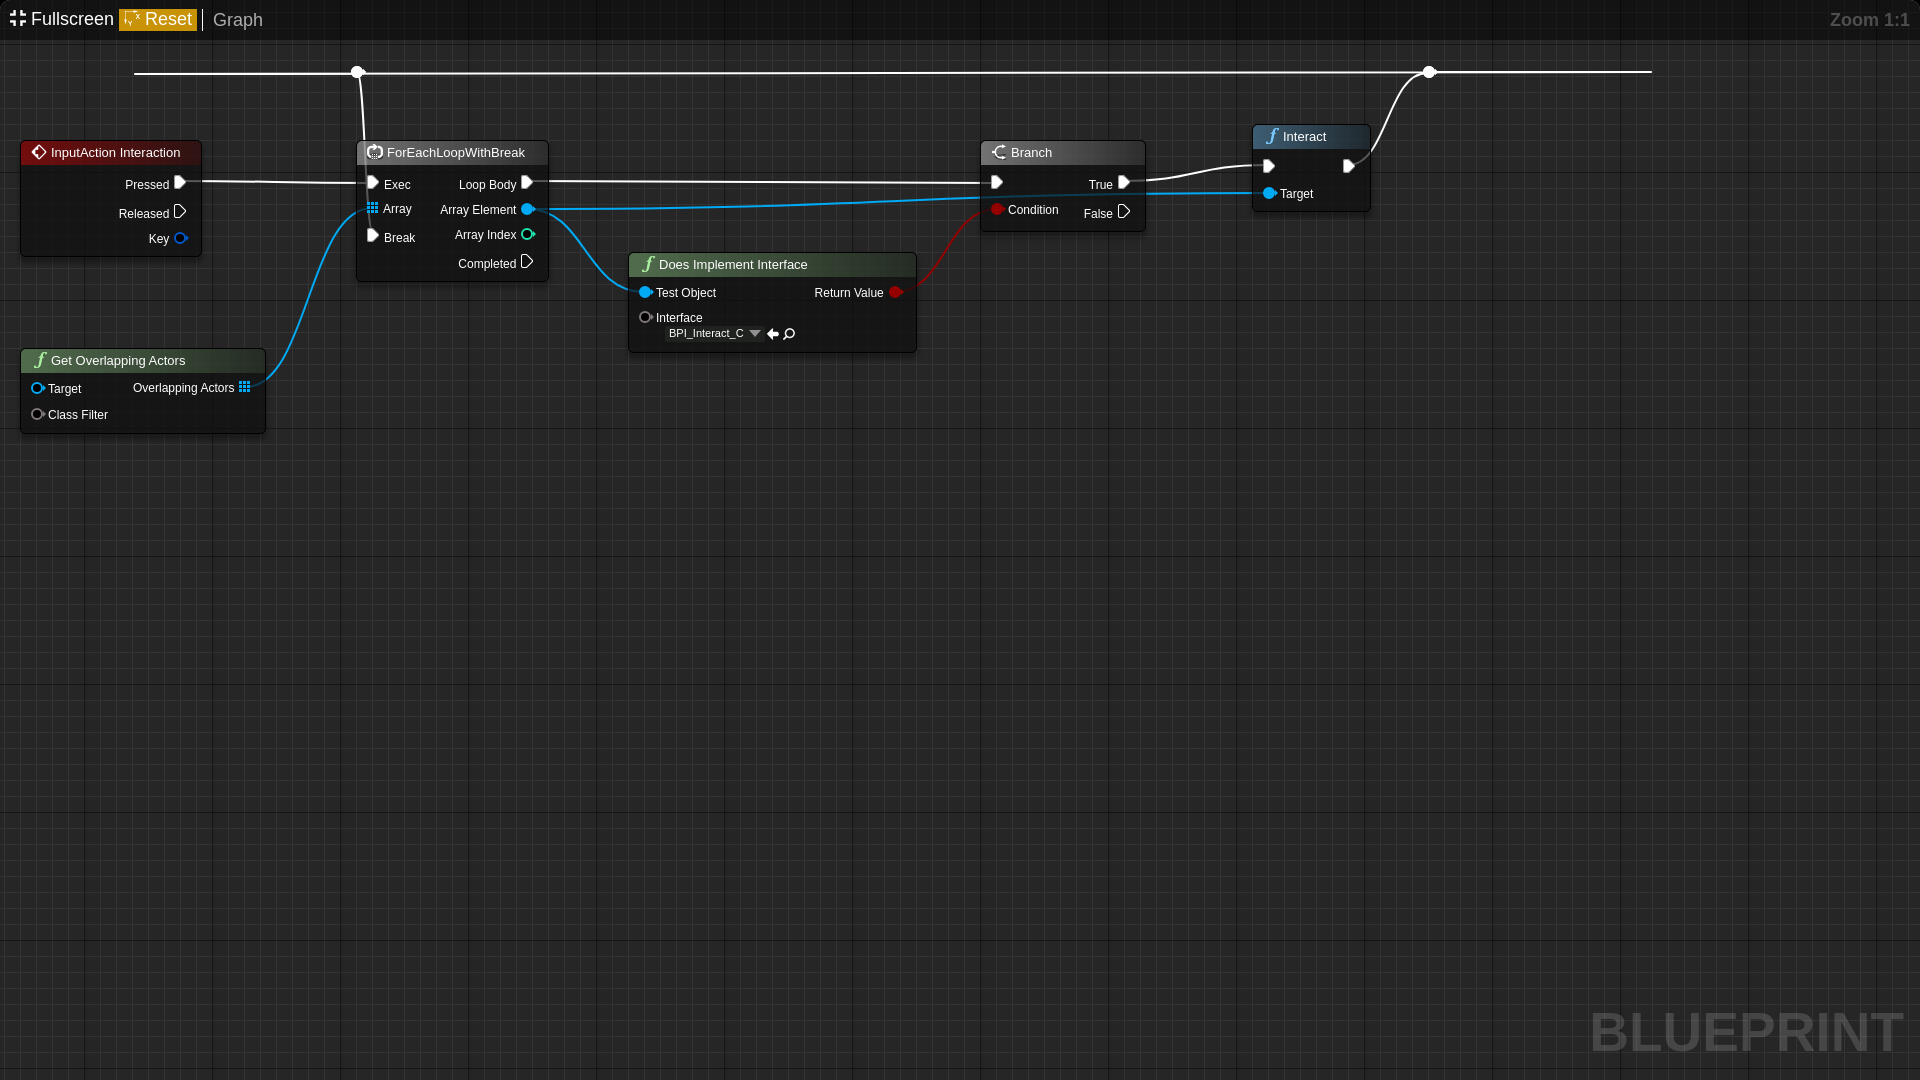 Fullscreen Reset Graph Zoom 1:1
InputAction Interaction
Pressed
Released
Key
ForEachLoopWithBreak
Exec Loop Body
Array Array Element
Array Index
Break
Completed
Branch
True
Condition False
Interact
Target
Does Implement Interface
Test Object Return Value
Interface
BPI_Interact_C
Get Overlapping Actors
Target Overlapping Actors
Class Filter
BLUEPRINT